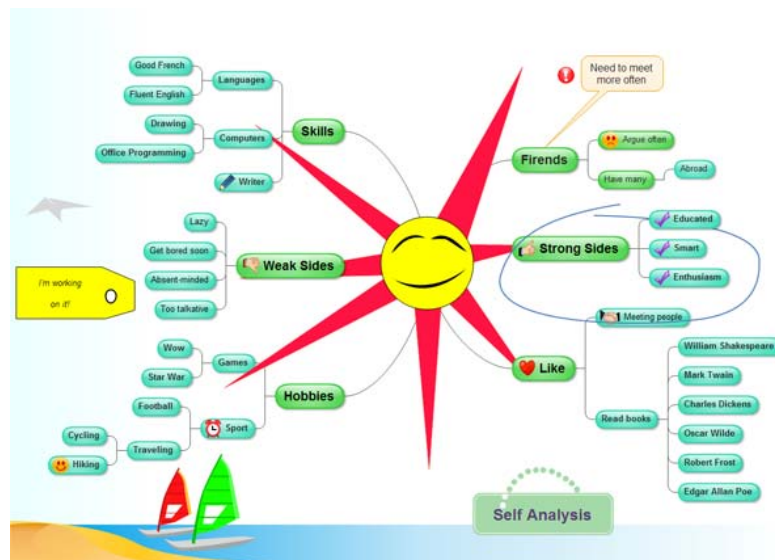 Good French
Fluent English
Languages
Drawing
Office Programming
Computers
Writer
Skills
Need to meet
more often
Firends
Argue often
Have many
Abroad
Lazy
Get bored soon
Absent-minded
Too talkative
Weak Sides
Strong Sides
Educated
Smart
Enthusiasm
I'm working
on it!
Wow
Star War
Games
Football
Cycling
Hiking
Traveling
Sport
Hobbies
Like
Meeting people
Read books
William Shakespeare
Mark Twain
Charles Dickens
Oscar Wilde
Robert Frost
Edgar Allan Poe
Self Analysis